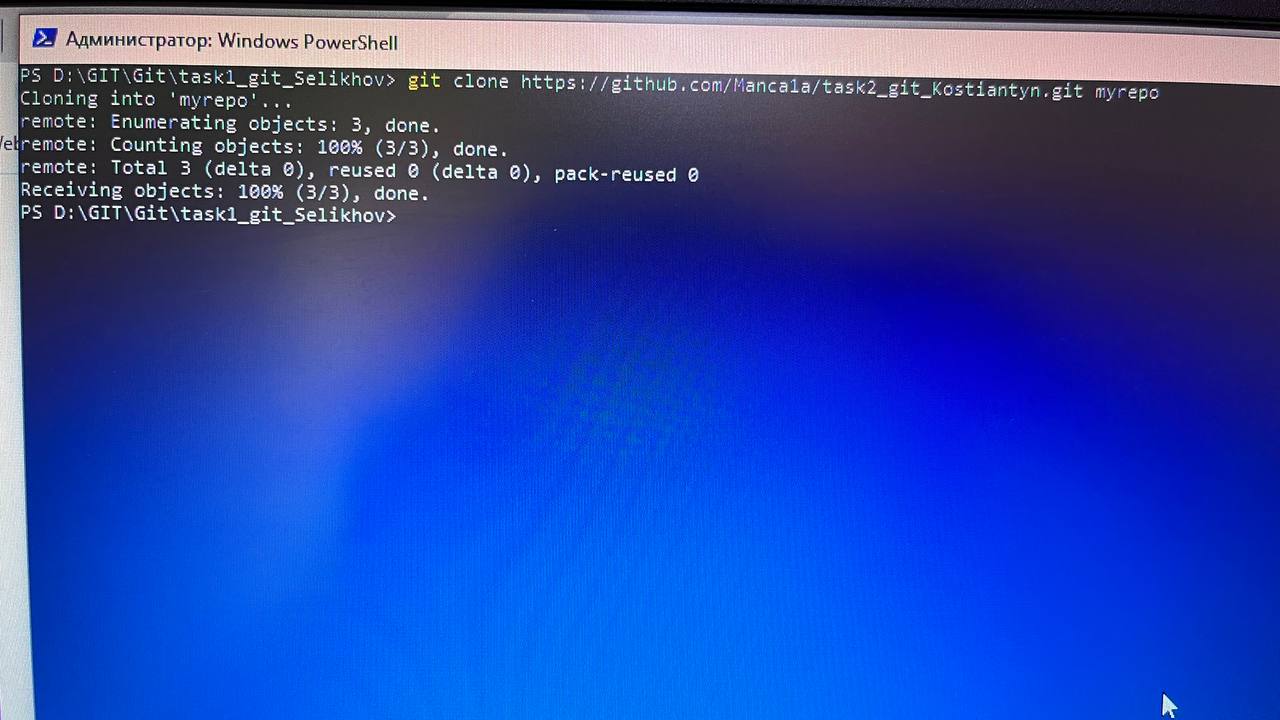 Администратор: Windows PowerShell
PS D:\GIT\Git\task1_git_Selikhov> git clone https://github.com/Manca1a/task2_git_Kostiantyn.git myrepo
Cloning into 'myrepo'...
remote: Enumerating objects: 3, done.
remote: Counting objects: 100% (3/3), done.
remote: Total 3 (delta 0), reused 0 (delta 0), pack-reused 0
Receiving objects: 100% (3/3), done.
PS D:\GIT\Git\task1_git_Selikhov>